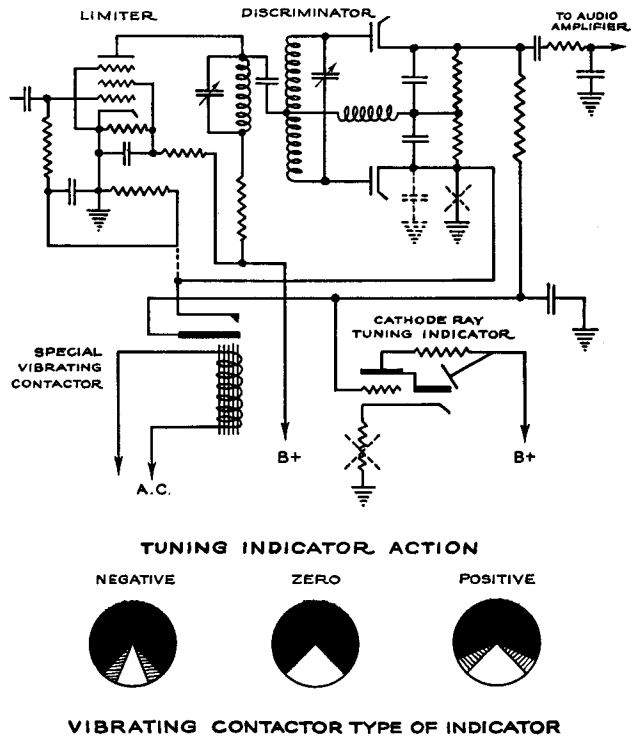 LIMITER
DISCRIMINATOR
TO AUDIO
AMPLIFIER
CATHODE RAY
TUNING INDICATOR
SPECIAL
VIBRATING
CONTACTOR
B+
B+
A.C.
TUNING INDICATOR ACTION
NEGATIVE
ZERO
POSITIVE
VIBRATING CONTACTOR TYPE OF INDICATOR